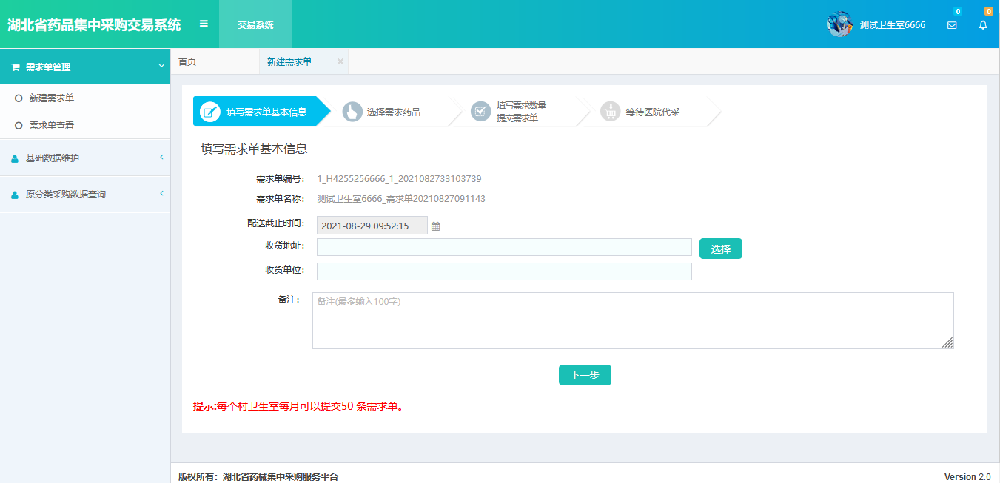 湖北省药品集中采购交易系统
交易系统
测试卫生室6666
0
0
需求单管理
新建需求单
需求单查看
基础数据维护
原分类采购数据查询
首页
新建需求单
填写需求单基本信息
选择需求药品
填写需求数量
提交需求单
等待医院代采
填写需求单基本信息
需求单编号: 1_H4255256666_1_2021082733103739
需求单名称: 测试卫生室6666_需求单20210827091143
配送截止时间: 2021-08-29 09:52:15
收货地址: 选择
收货单位:
备注: 备注(最多输入100字)
下一步
提示:每个村卫生室每月可以提交50 条需求单。
版权所有：湖北省药械集中采购服务平台
Version 2.0